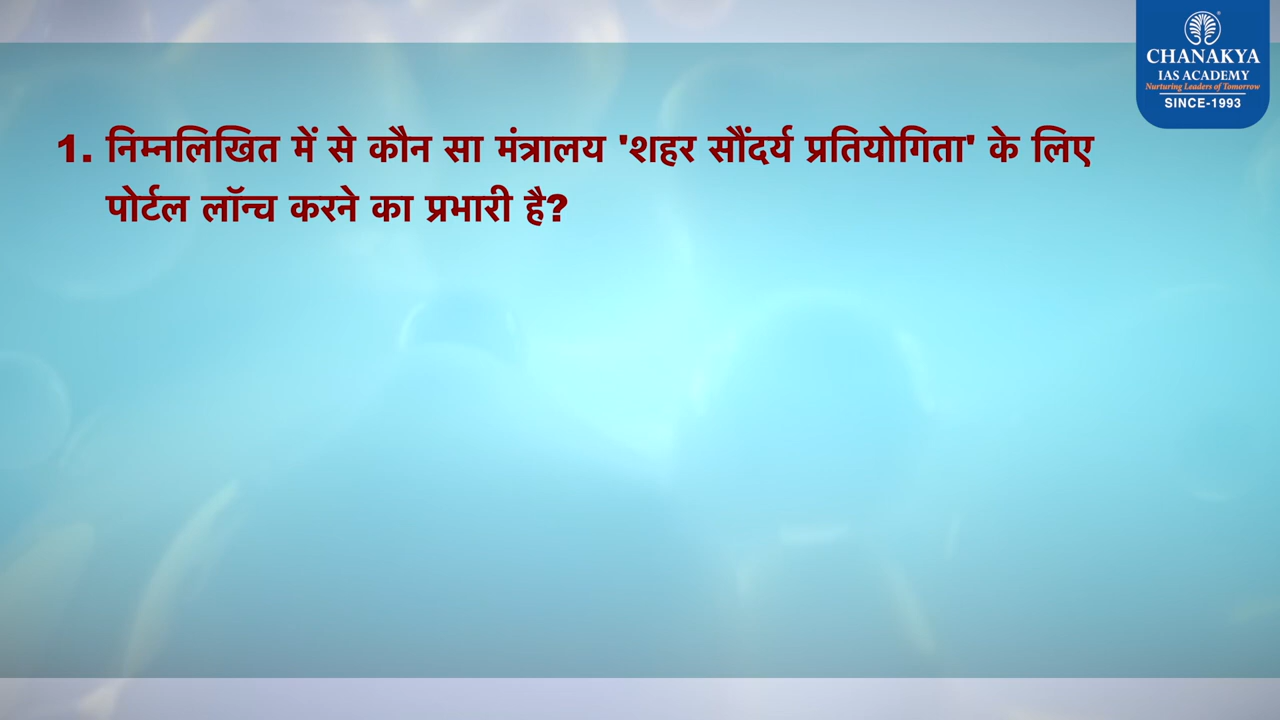 CHANAKYA
IAS ACADEMY
Nurturing Leaders of Tomorrow
SINCE-1993
1. निम्नलिखित में से कौन सा मंत्रालय 'शहर सौंदर्य प्रतियोगिता' के लिए
पोर्टल लॉन्च करने का प्रभारी है?